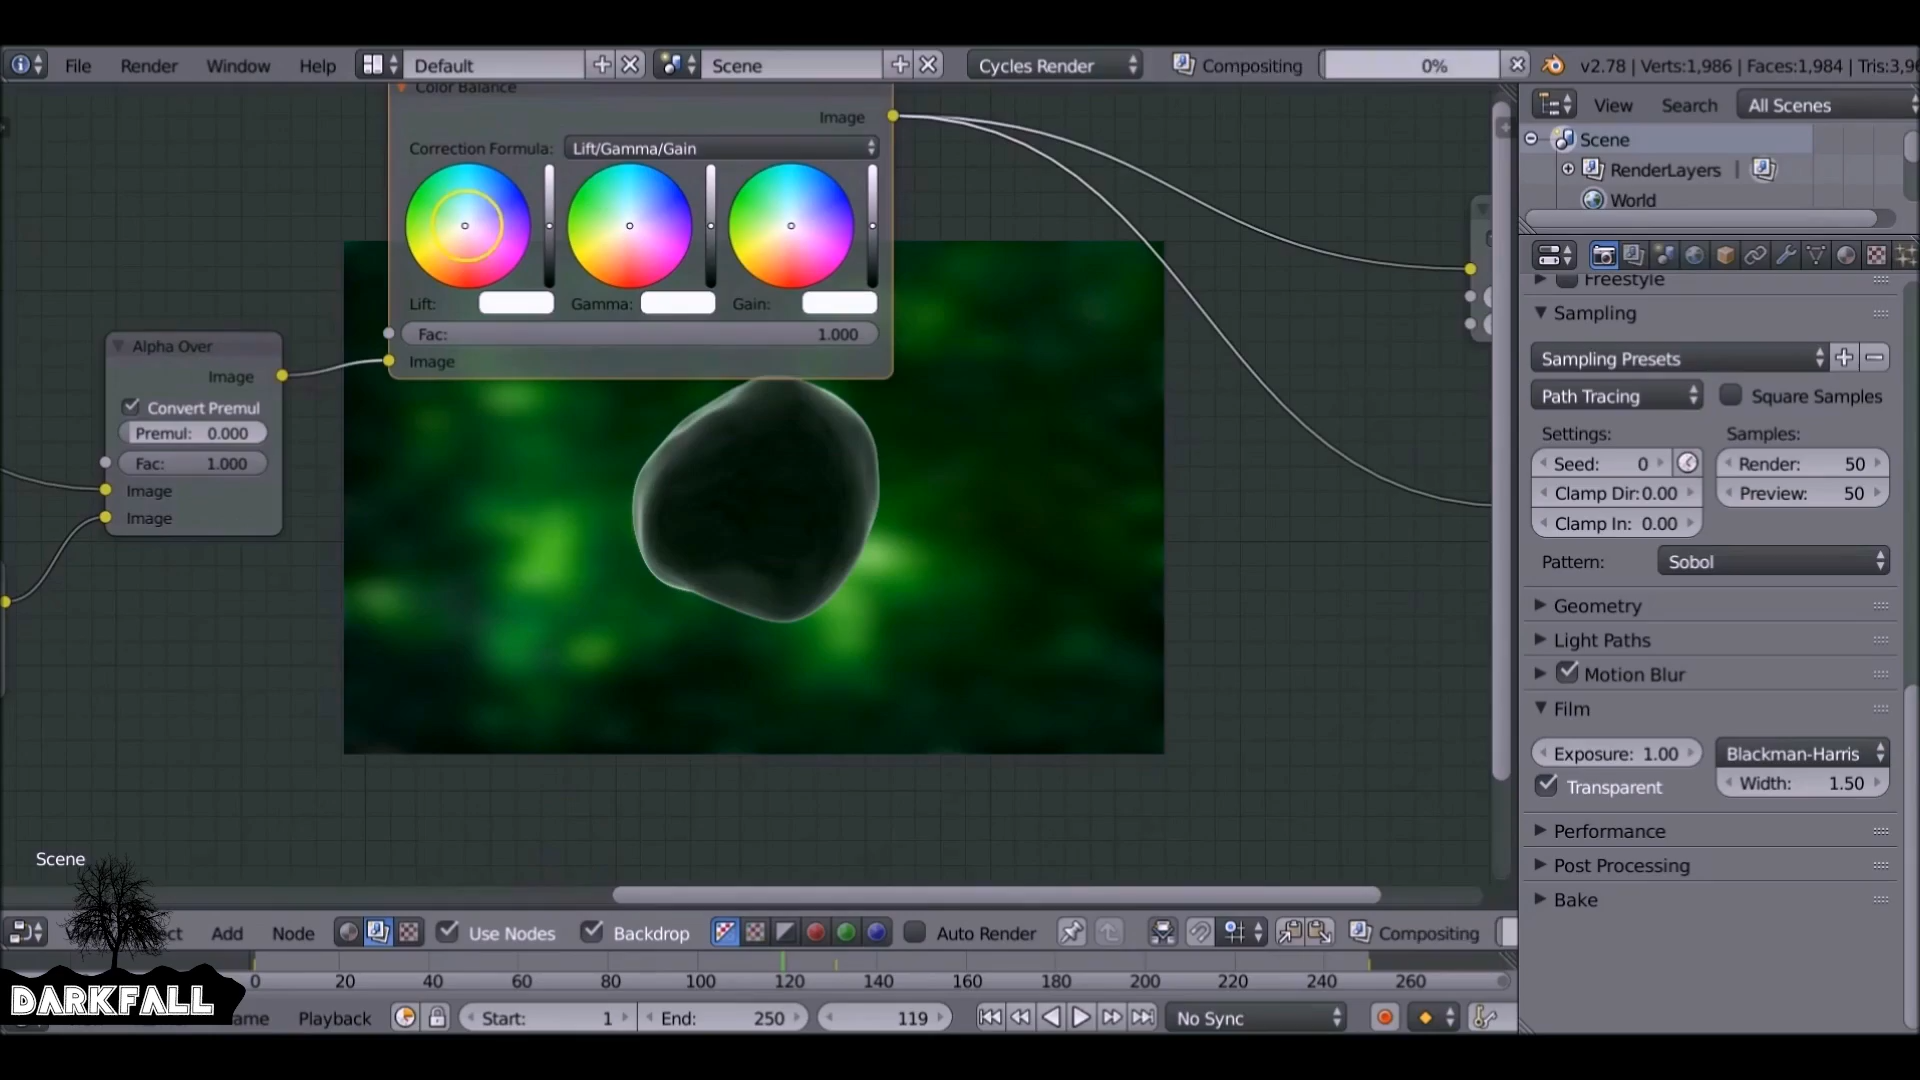 File Render Window Help Default Scene Cycles Render Compositing 0% v2.78 | Verts:1,986 | Faces:1,984 | Tris:3,96
Color Balance
Image
Correction Formula: Lift/Gamma/Gain
Lift: Gamma: Gain:
Fac: 1.000
Image
Alpha Over
Image
Convert Premul
Premul: 0.000
Fac: 1.000
Image
Image
View Search All Scenes
Scene
RenderLayers
World
Freestyle
Sampling
Sampling Presets
Path Tracing Square Samples
Settings: Samples:
Seed: 0 Render: 50
Clamp Dir: 0.00 Preview: 50
Clamp In: 0.00
Pattern: Sobol
Geometry
Light Paths
Motion Blur
Film
Exposure: 1.00 Blackman-Harris
Transparent Width: 1.50
Performance
Post Processing
Bake
Scene
Add Node Use Nodes Backdrop Auto Render Compositing
0 20 40 60 80 100 120 140 160 180 200 220 240 260
DARKFALL
Playback Start: 1 End: 250 119 No Sync